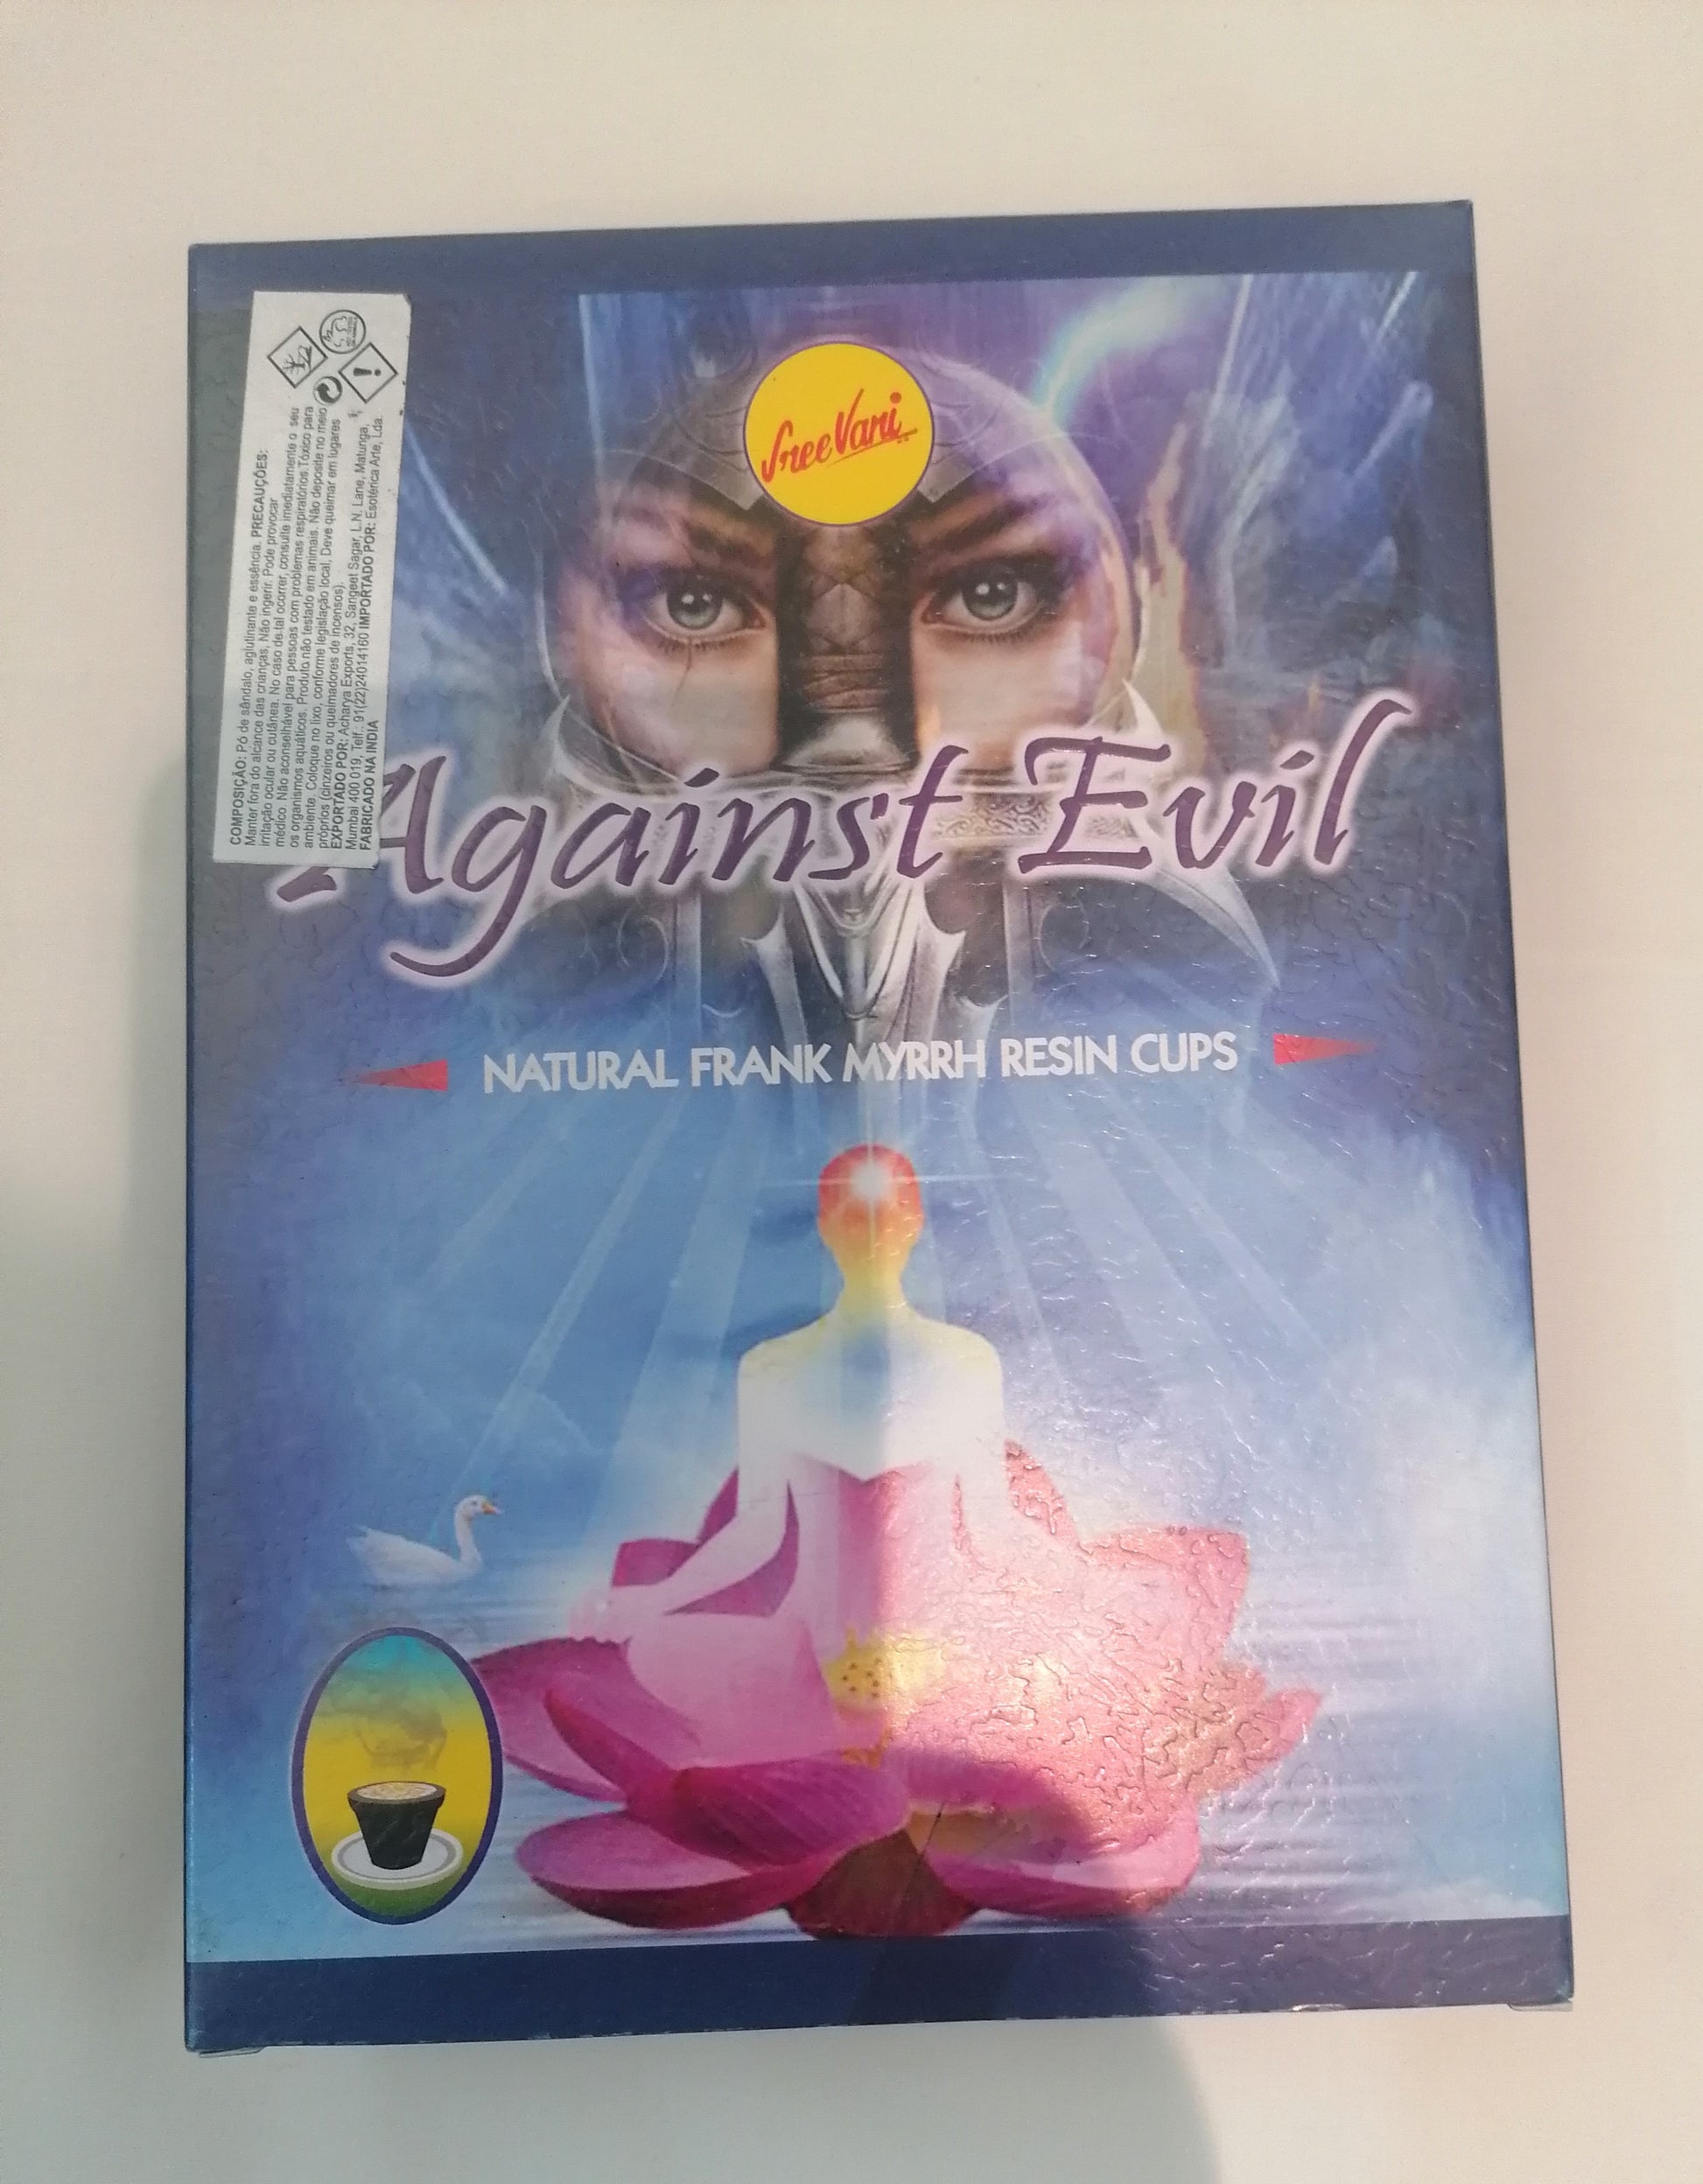 COMPOSIÇÃO: Pó de sândalo, aglutinante e essência. PRECAUÇÕES:
Manter fora do alcance das crianças, Não ingerir. Pode provocar
irritação ocular ou cutânea. No caso de tal ocorrer, consulte imediatamente o seu
médico. Não aconselhável para pessoas com problemas respiratórios. Tóxico para
os organismos aquáticos. Produto não testado em animais. Não deposite no meio
ambiente. Coloque no lixo, conforme legislação local. Deve queimar em lugares
próprios (cinzeiros ou queimadores de incensos).
EXPORTADO POR: Acharya Exports, 32, Sangeet Sagar, L.N. Lane, Matunga,
Mumbai 400 019, Telf., 91(22)24014160 IMPORTADO POR: Esotérica Arte, Lda.
FABRICADO NA INDIA
SreeVani
Against Evil
NATURAL FRANK MYRRH RESIN CUPS